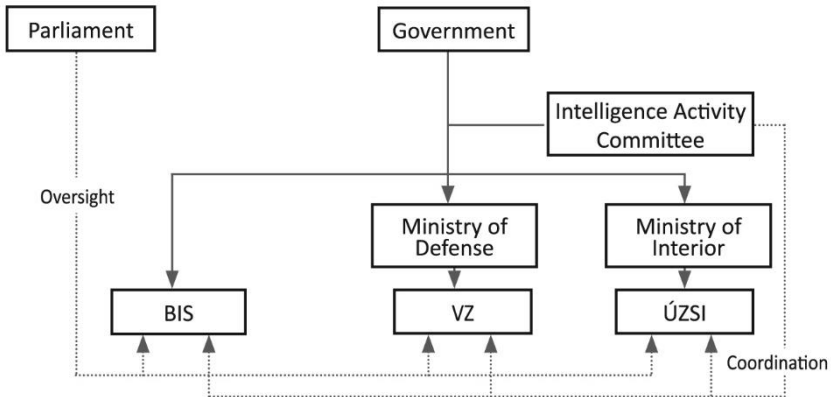 Parliament
Government
Intelligence Activity
Committee
Oversight
Ministry of
Defense
Ministry of
Interior
BIS
VZ
ÚZSI
Coordination